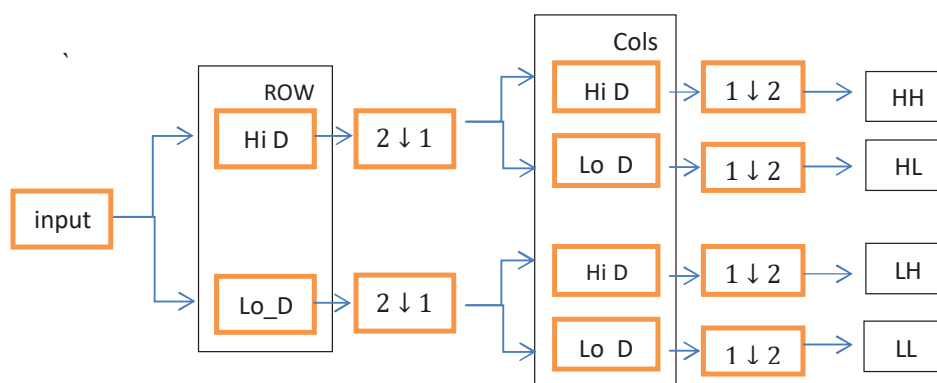 `
Cols
ROW
Hi D 1 ↓ 2 HH
Hi D 2 ↓ 1
Lo D 1 ↓ 2 HL
input
Hi D 1 ↓ 2 LH
Lo_D 2 ↓ 1
Lo D 1 ↓ 2 LL